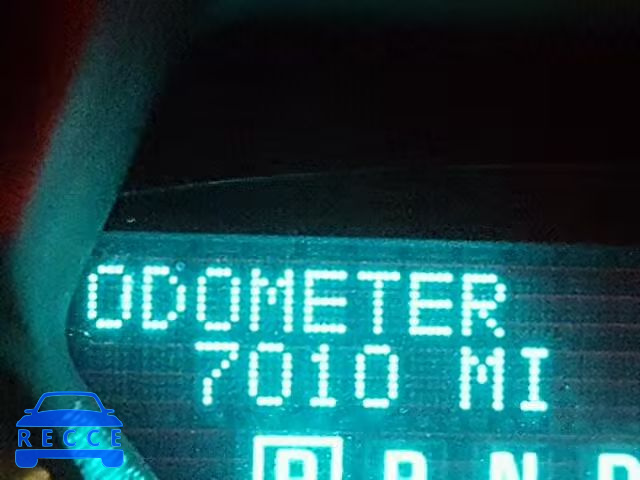 ODOMETER
7010 MI
P R N D
RECCE